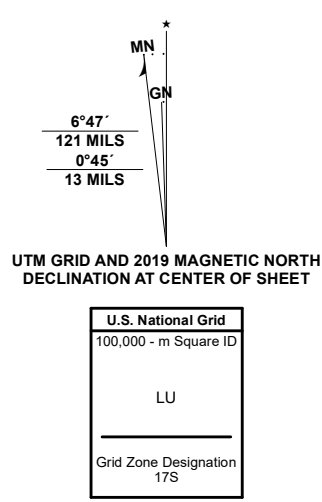 MN
GN
6°47´
121 MILS
0°45´
13 MILS
UTM GRID AND 2019 MAGNETIC NORTH
DECLINATION AT CENTER OF SHEET
U.S. National Grid
100,000 - m Square ID
LU
Grid Zone Designation
17S